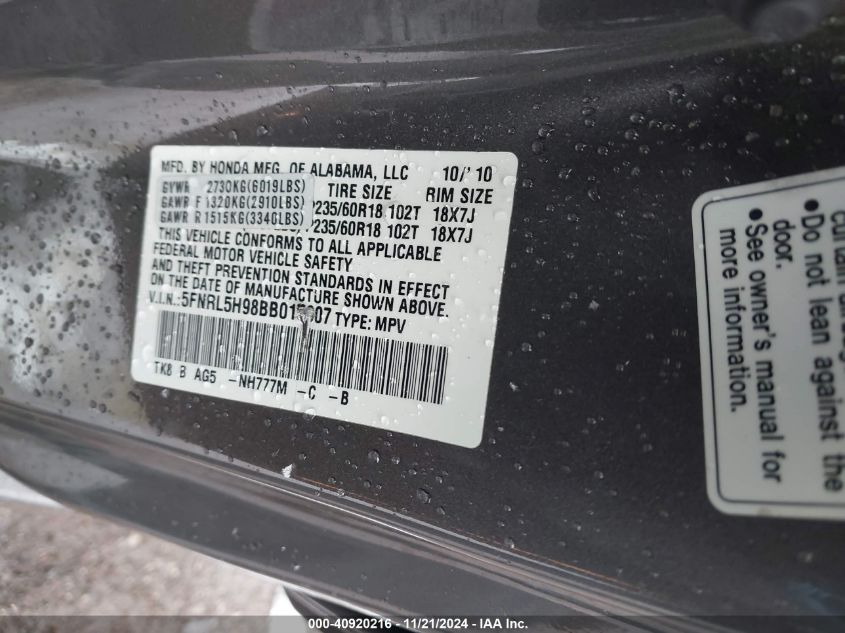 MFD. BY HONDA MFG. OF ALABAMA, LLC 10/'10
GVWR 2730KG(6019LBS) TIRE SIZE RIM SIZE
GAWR F 1320KG(2910LBS) P235/60R18 102T 18X7J
GAWR R 1515KG(3340LBS) P235/60R18 102T 18X7J
THIS VEHICLE CONFORMS TO ALL APPLICABLE
FEDERAL MOTOR VEHICLE SAFETY
AND THEFT PREVENTION STANDARDS IN EFFECT
ON THE DATE OF MANUFACTURE SHOWN ABOVE.
V.I.N.: TYPE: MPV
TK8 B AG5 -NH777M -C -B
door.
• Do not lean against the
• See owner's manual for
more information.
000-40920216 - 11/21/2024 - IAA Inc.